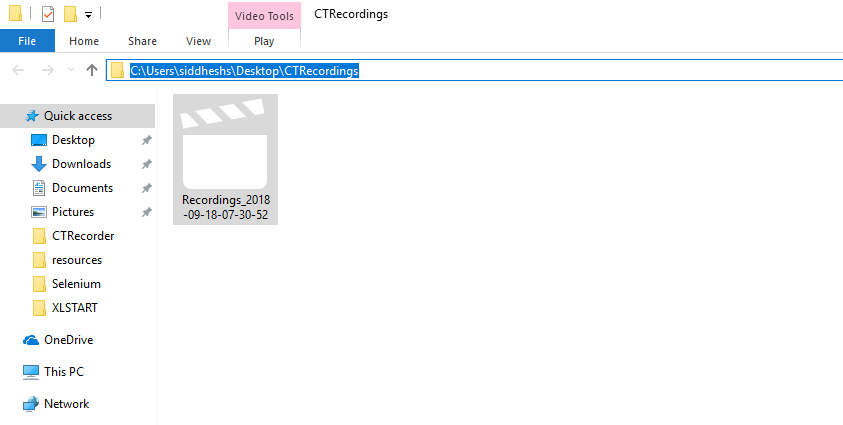 Video Tools
CTRecordings
File
Home
Share
View
Play
C:\Users\siddheshs\Desktop\CTRecordings
Quick access
Desktop
Downloads
Documents
Pictures
CTRecorder
resources
Selenium
XLSTART
OneDrive
This PC
Network
Recordings_2018
-09-18-07-30-52